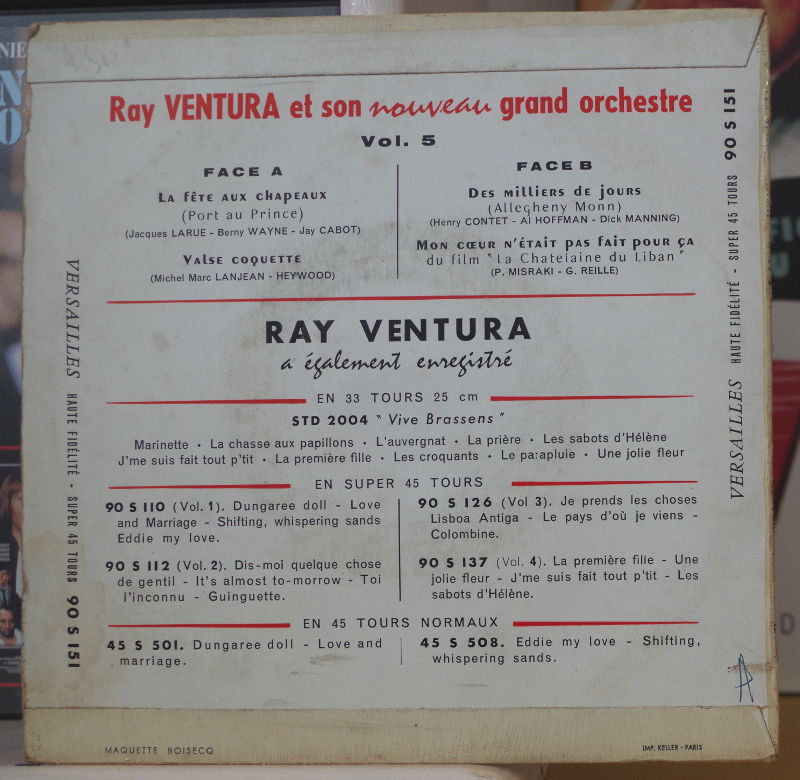 Ray VENTURA et son nouveau grand orchestre
Vol. 5
FACE A
La fête aux chapeaux
(Port au Prince)
(Jacques LARUE - Berny WAYNE - Jay CABOT)
Valse coquette
(Michel Marc LANJEAN - HEYWOOD)
FACE B
Des milliers de jours
(Allegheny Monn)
(Henry CONTET - Al HOFFMAN - Dick MANNING)
Mon cœur n'était pas fait pour ça
du film "La Chatelaine du Liban"
(P. MISRAKI - G. REILLE)
RAY VENTURA
a également enregistré
EN 33 TOURS 25 cm
STD 2004 "Vive Brassens"
Marinette • La chasse aux papillons • L'auvergnat • La prière • Les sabots d'Hélène
J'me suis fait tout p'tit • La première fille • Les croquants • Le parapluie • Une jolie fleur
EN SUPER 45 TOURS
90 S 110 (Vol. 1). Dungaree doll - Love
and Marriage - Shifting, whispering sands
Eddie my love.
90 S 112 (Vol. 2). Dis-moi quelque chose
de gentil - It's almost to-morrow - Toi
l'inconnu - Guinguette.
90 S 126 (Vol 3). Je prends les choses
Lisboa Antiga - Le pays d'où je viens -
Colombine.
90 S 137 (Vol. 4). La première fille - Une
jolie fleur - J'me suis fait tout p'tit - Les
sabots d'Hélène.
EN 45 TOURS NORMAUX
45 S 501. Dungaree doll - Love and
marriage.
45 S 508. Eddie my love - Shifting,
whispering sands.
VERSAILLES HAUTE FIDÉLITÉ - SUPER 45 TOURS 90 S 151
VERSAILLES HAUTE FIDÉLITÉ - SUPER 45 TOURS 90 S 151
MAQUETTE BOISECQ
IMP. KELLER - PARIS